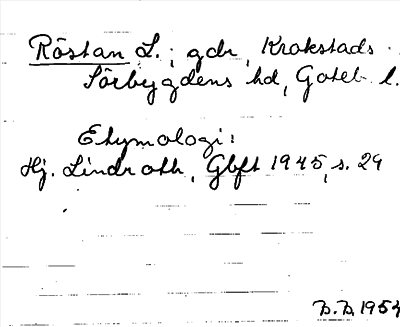 Röstan L. ; gdr, Krokstads
Sörbygdens hd, Göteb. l.
Etymologi:
Hj. Lindroth, Gbft 1945, s. 29
B.B. 1954